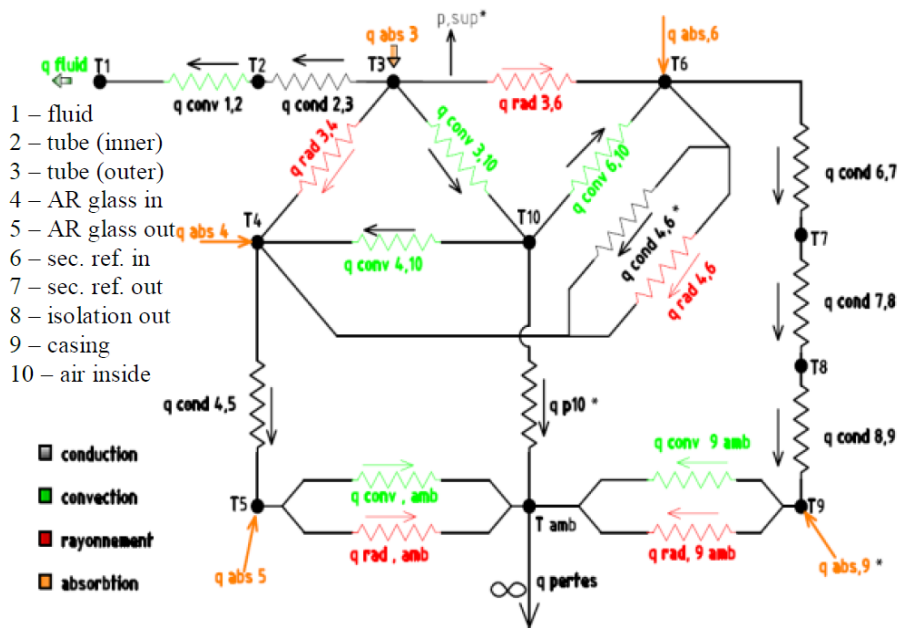 p,sup*
q abs 3
q abs,6
q fluid
T1
T2
T3
T6
q conv 1,2
q cond 2,3
q rad 3,6
1 – fluid
2 – tube (inner)
3 – tube (outer)
4 – AR glass in
5 – AR glass out
6 – sec. ref. in
7 – sec. ref. out
8 – isolation out
9 – casing
10 – air inside
q rad 3,4
q conv 3,10
q conv 6,10
q cond 6,7
T4
T10
q abs 4
q conv 4,10
q cond 4,6 *
q rad 4,6
T7
q cond 7,8
T8
q cond 4,5
q p10 *
q cond 8,9
conduction
convection
rayonnement
absorbtion
q conv , amb
q conv 9 amb
T5
T amb
T9
q rad , amb
q rad, 9 amb
q abs 5
q abs,9 *
∞
q pertes